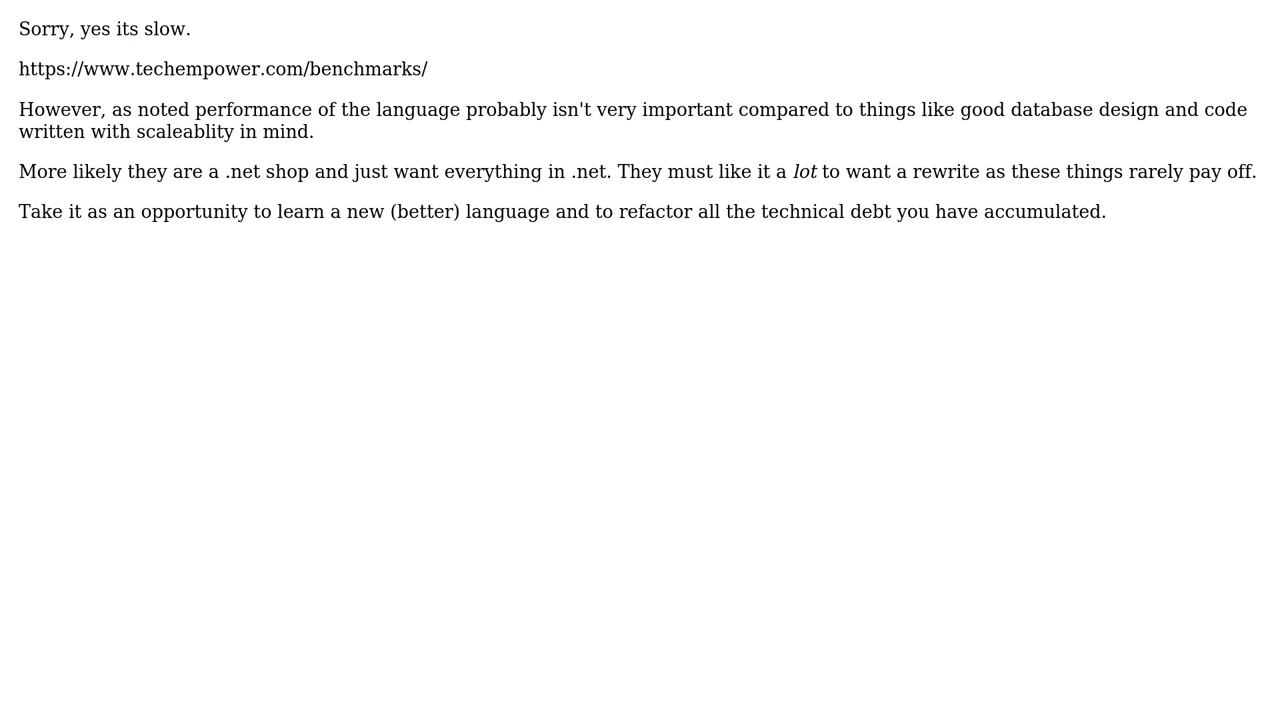 Sorry, yes its slow.
https://www.techempower.com/benchmarks/
However, as noted performance of the language probably isn't very important compared to things like good database design and code
written with scaleablity in mind.
More likely they are a .net shop and just want everything in .net. They must like it a lot to want a rewrite as these things rarely pay off.
Take it as an opportunity to learn a new (better) language and to refactor all the technical debt you have accumulated.